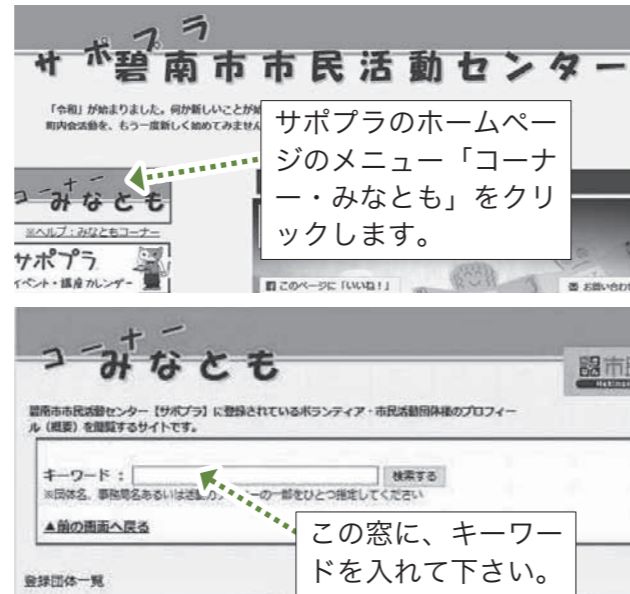 サポプラ
碧南市市民活動センター
「令和」が始まりました。何か新しいことが
町内会活動を、もう一度新しく始めてみません
サポプラのホームペー
ジのメニュー「コーナ
ー・みなとも」をクリ
ックします。
コーナー
みなとも
※ヘルプ：みなともコーナー
サポプラ
イベント・講座カレンダー
このページに「いいね！」
お問い合わ
コーナー
みなとも
碧南市市民活動センター【サポプラ】に登録されているボランティア・市民活動団体様のプロフィー
ル（概要）を閲覧するサイトです。
キーワード：
検索する
※団体名、事務局名あるいは活動カ
ーの一部をひとつ指定してください
▲前の画面へ戻る
この窓に、キーワー
ドを入れて下さい。
登録団体一覧